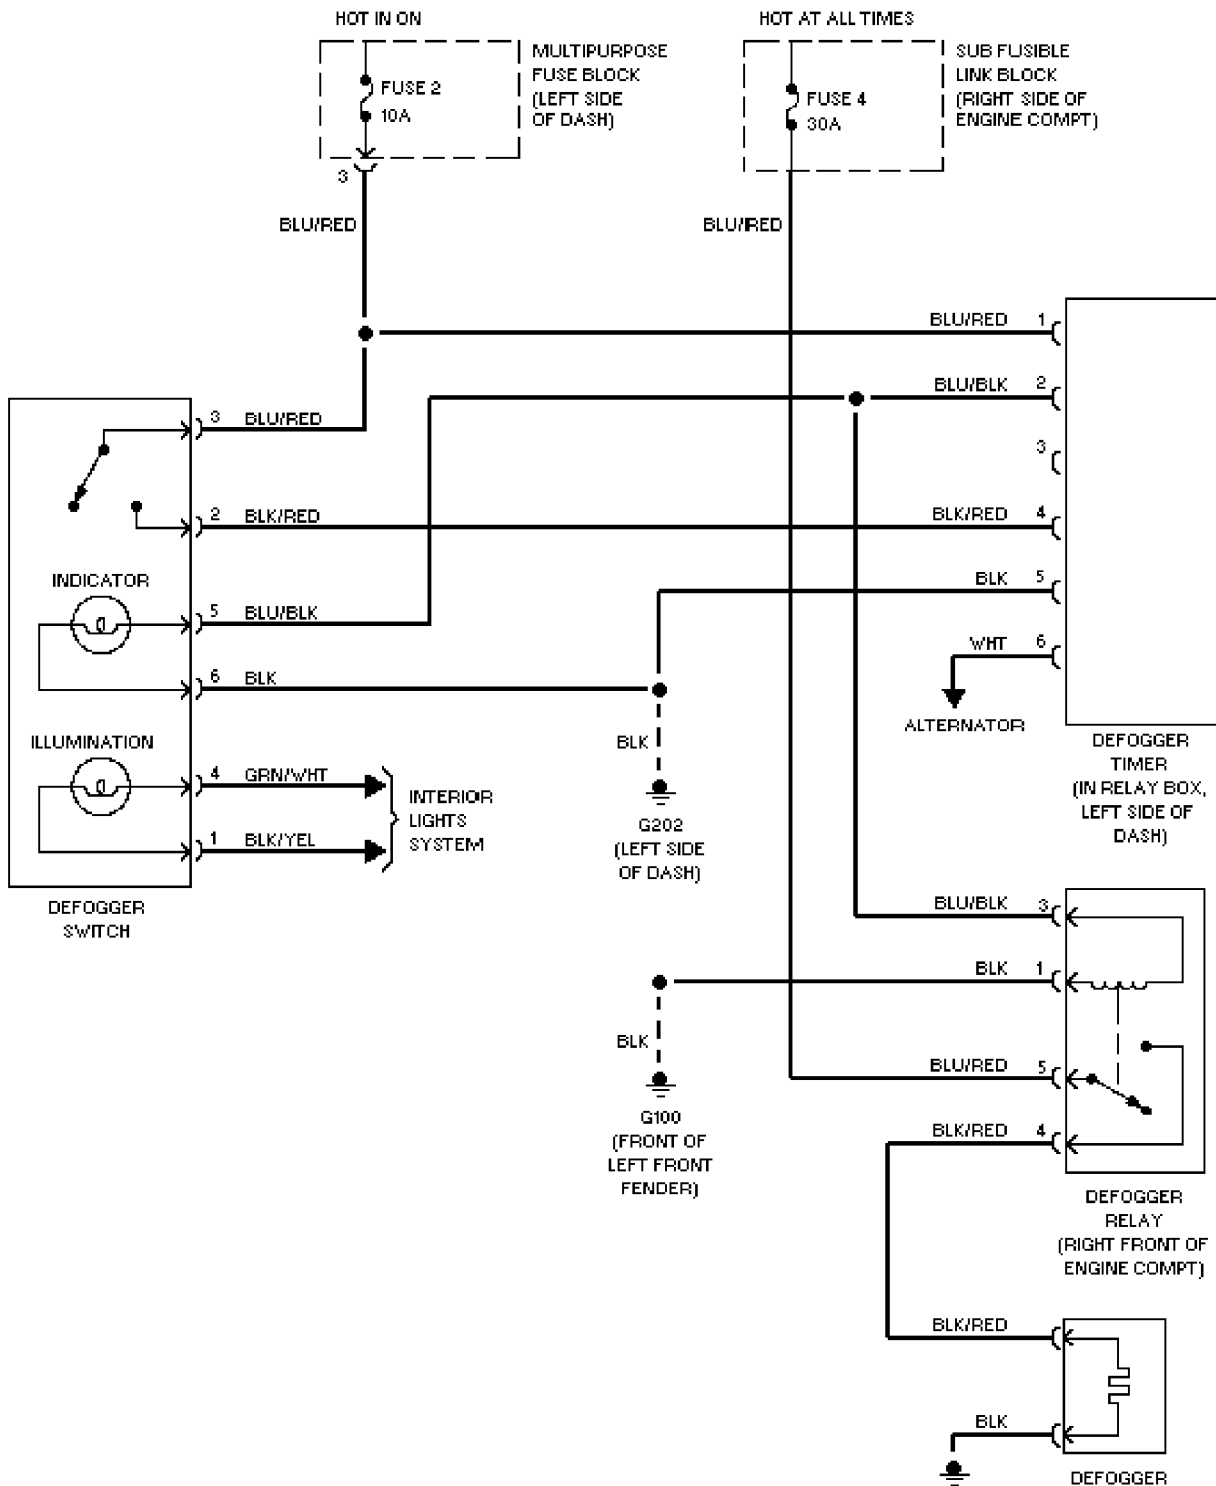 HOT IN ON
HOT AT ALL TIMES
FUSE 2
10A
MULTIPURPOSE
FUSE BLOCK
(LEFT SIDE
OF DASH)
FUSE 4
30A
SUB FUSIBLE
LINK BLOCK
(RIGHT SIDE OF
ENGINE COMPT)
3
BLU/RED
BLU/RED
BLU/RED 1
BLU/BLK 2
3
BLK/RED 4
BLK 5
WHT 6
ALTERNATOR
DEFOGGER
TIMER
(IN RELAY BOX,
LEFT SIDE OF
DASH)
3 BLU/RED
2 BLK/RED
INDICATOR
5 BLU/BLK
6 BLK
ILLUMINATION
4 GRN/WHT
1 BLK/YEL
INTERIOR
LIGHTS
SYSTEM
DEFOGGER
SWITCH
BLK
G202
(LEFT SIDE
OF DASH)
BLU/BLK 3
BLK 1
BLU/RED 5
BLK/RED 4
BLK
G100
(FRONT OF
LEFT FRONT
FENDER)
DEFOGGER
RELAY
(RIGHT FRONT OF
ENGINE COMPT)
BLK/RED
BLK
DEFOGGER